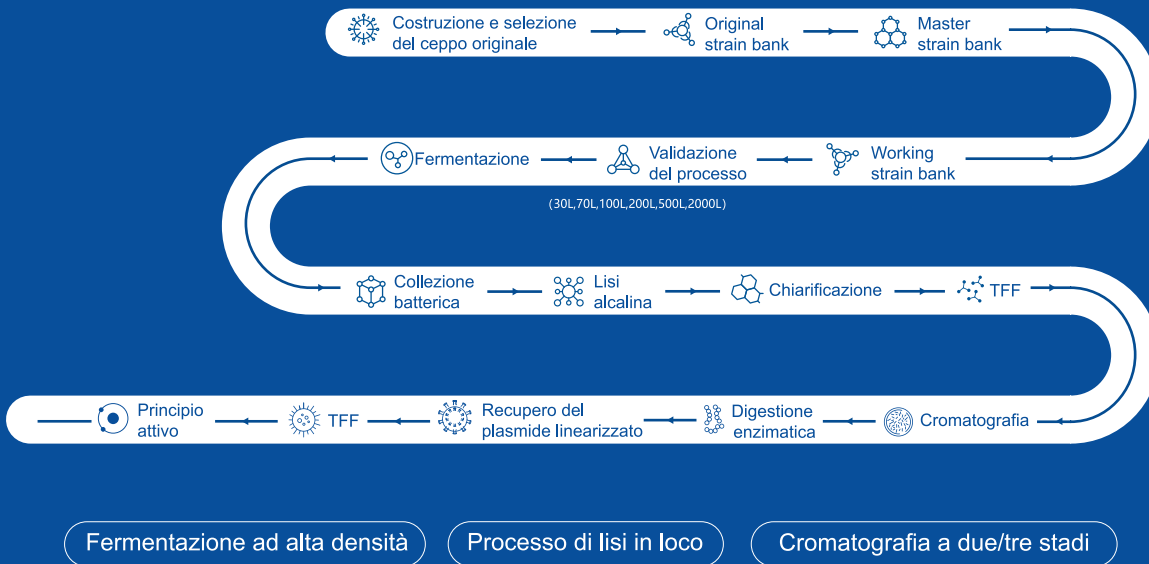 Costruzione e selezione
del ceppo originale
Original
strain bank
Master
strain bank
Fermentazione
Validazione
del processo
Working
strain bank
(30L,70L,100L,200L,500L,2000L)
Collezione
batterica
Lisi
alcalina
Chiarificazione
TFF
Principio
attivo
TFF
Recupero del
plasmide linearizzato
Digestione
enzimatica
Cromatografia
Fermentazione ad alta densità
Processo di lisi in loco
Cromatografia a due/tre stadi